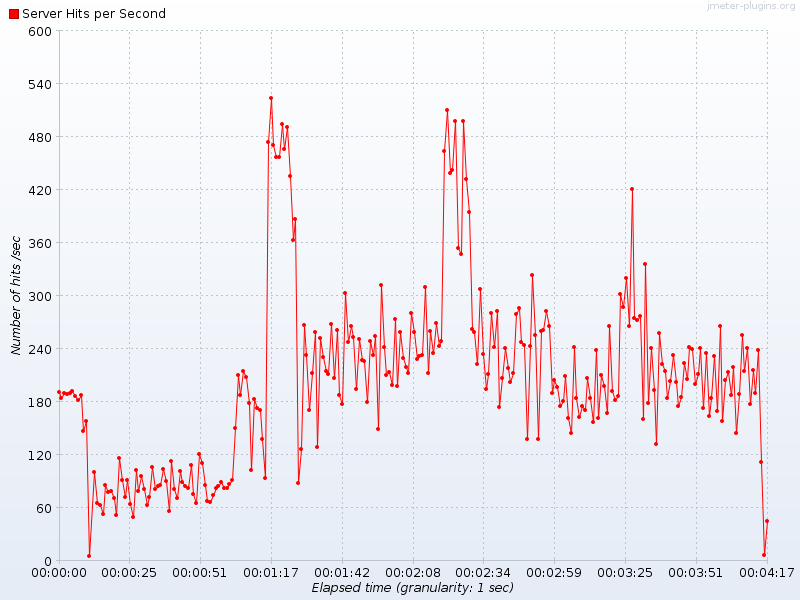 jmeter-plugins.org
Server Hits per Second
600
540
480
420
360
300
240
180
120
60
0
Number of hits /sec
00:00:00 00:00:25 00:00:51 00:01:17 00:01:42 00:02:08 00:02:34 00:02:59 00:03:25 00:03:51 00:04:17
Elapsed time (granularity: 1 sec)